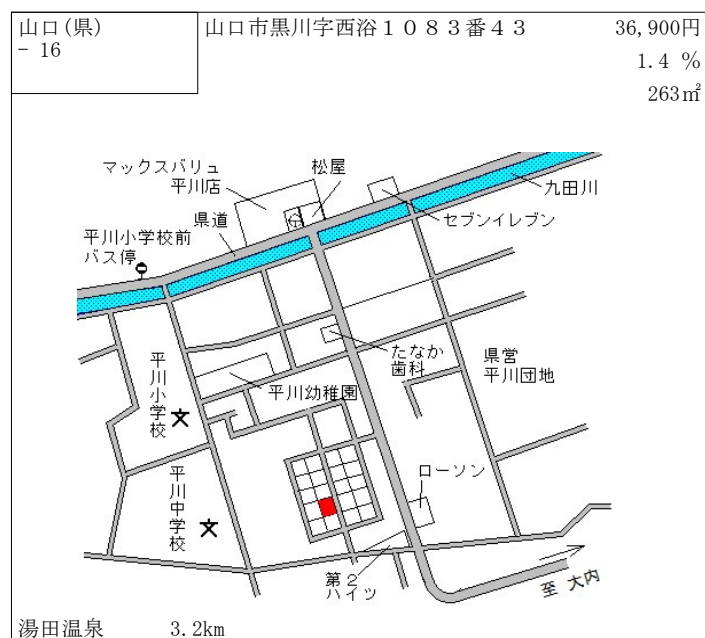 山口(県)
- 16
山口市黒川字西浴１０８３番４３
36,900円
1.4 %
263㎡
マックスバリュ
平川店
松屋
九田川
セブンイレブン
県道
平川小学校前
バス停
たなか
歯科
県営
平川団地
平川小学校
平川幼稚園
平川中学校
ローソン
第２
ハイツ
至 大内
湯田温泉 3.2km